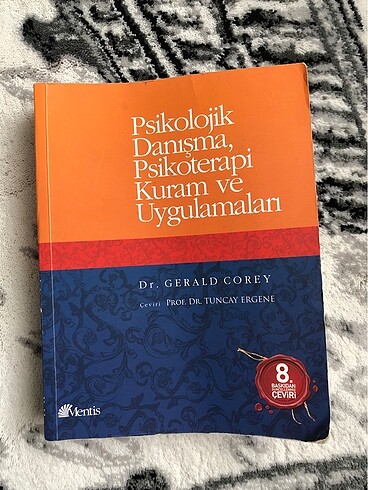 Psikolojik
Danışma,
Psikoterapi
Kuram ve
Uygulamaları
Dr. GERALD COREY
Çeviri PROF. DR. TUNCAY ERGENE
8.
BASKIDAN
ÇEVİRİ
Mentis